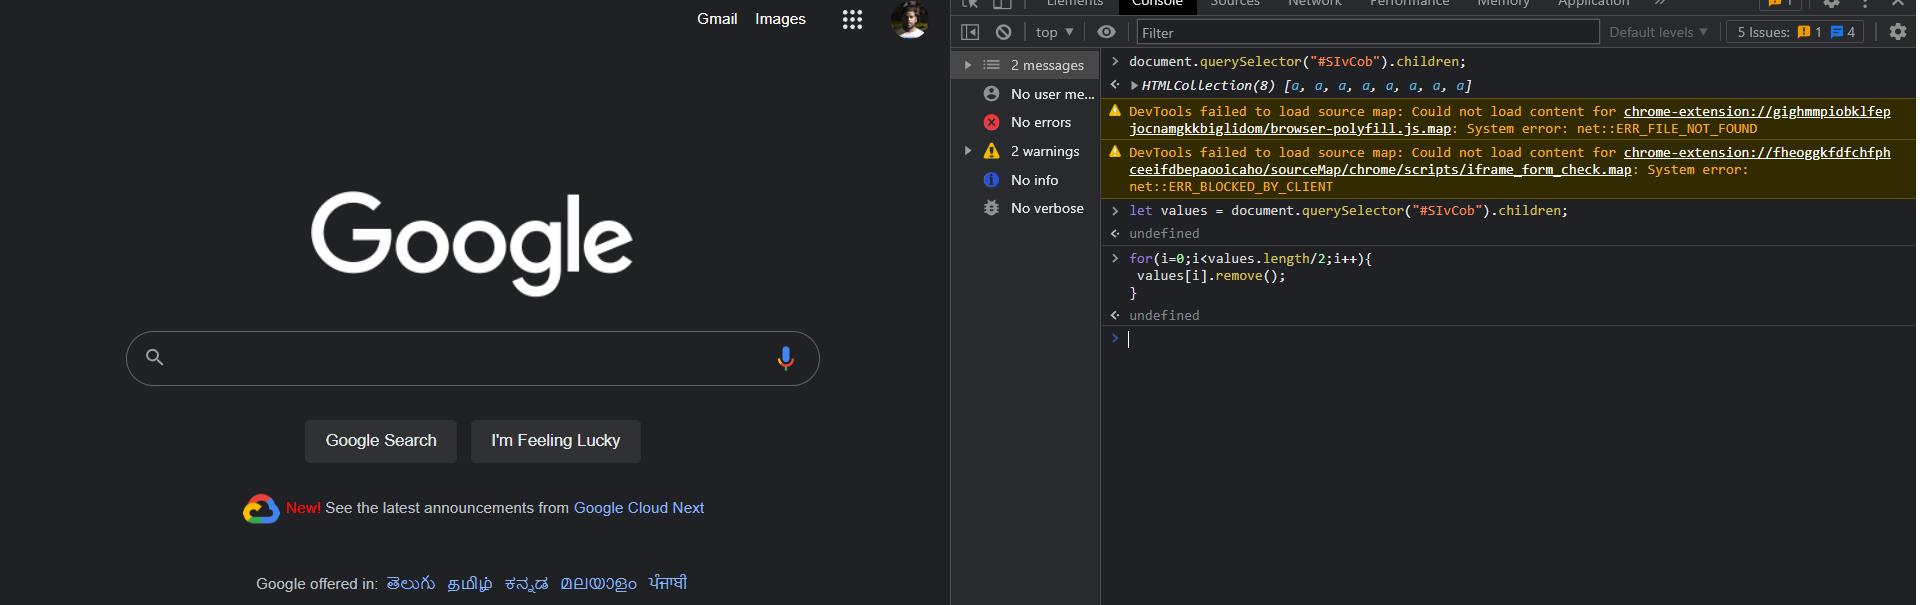 Gmail Images
Google
Google Search I'm Feeling Lucky
New! See the latest announcements from Google Cloud Next
Google offered in: తెలుగు தமிழ் ಕನ್ನಡ മലയാളം ਪੰਜਾਬੀ
Elements Console Sources Network Performance Memory Application » 1
top ▼ Filter Default levels ▼ 5 Issues: 1 4
2 messages
No user me...
No errors
2 warnings
No info
No verbose
document.querySelector("#SIvCob").children;
HTMLCollection(8) [a, a, a, a, a, a, a, a]
DevTools failed to load source map: Could not load content for chrome-extension://gighmmpiobklfep
jocnamgkkbiglidom/browser-polyfill.js.map: System error: net::ERR_FILE_NOT_FOUND
DevTools failed to load source map: Could not load content for chrome-extension://fheoggkfdfchfph
ceeifdbepaooicaho/sourceMap/chrome/scripts/iframe_form_check.map: System error:
net::ERR_BLOCKED_BY_CLIENT
let values = document.querySelector("#SIvCob").children;
undefined
for(i=0;i<values.length/2;i++){
values[i].remove();
}
undefined